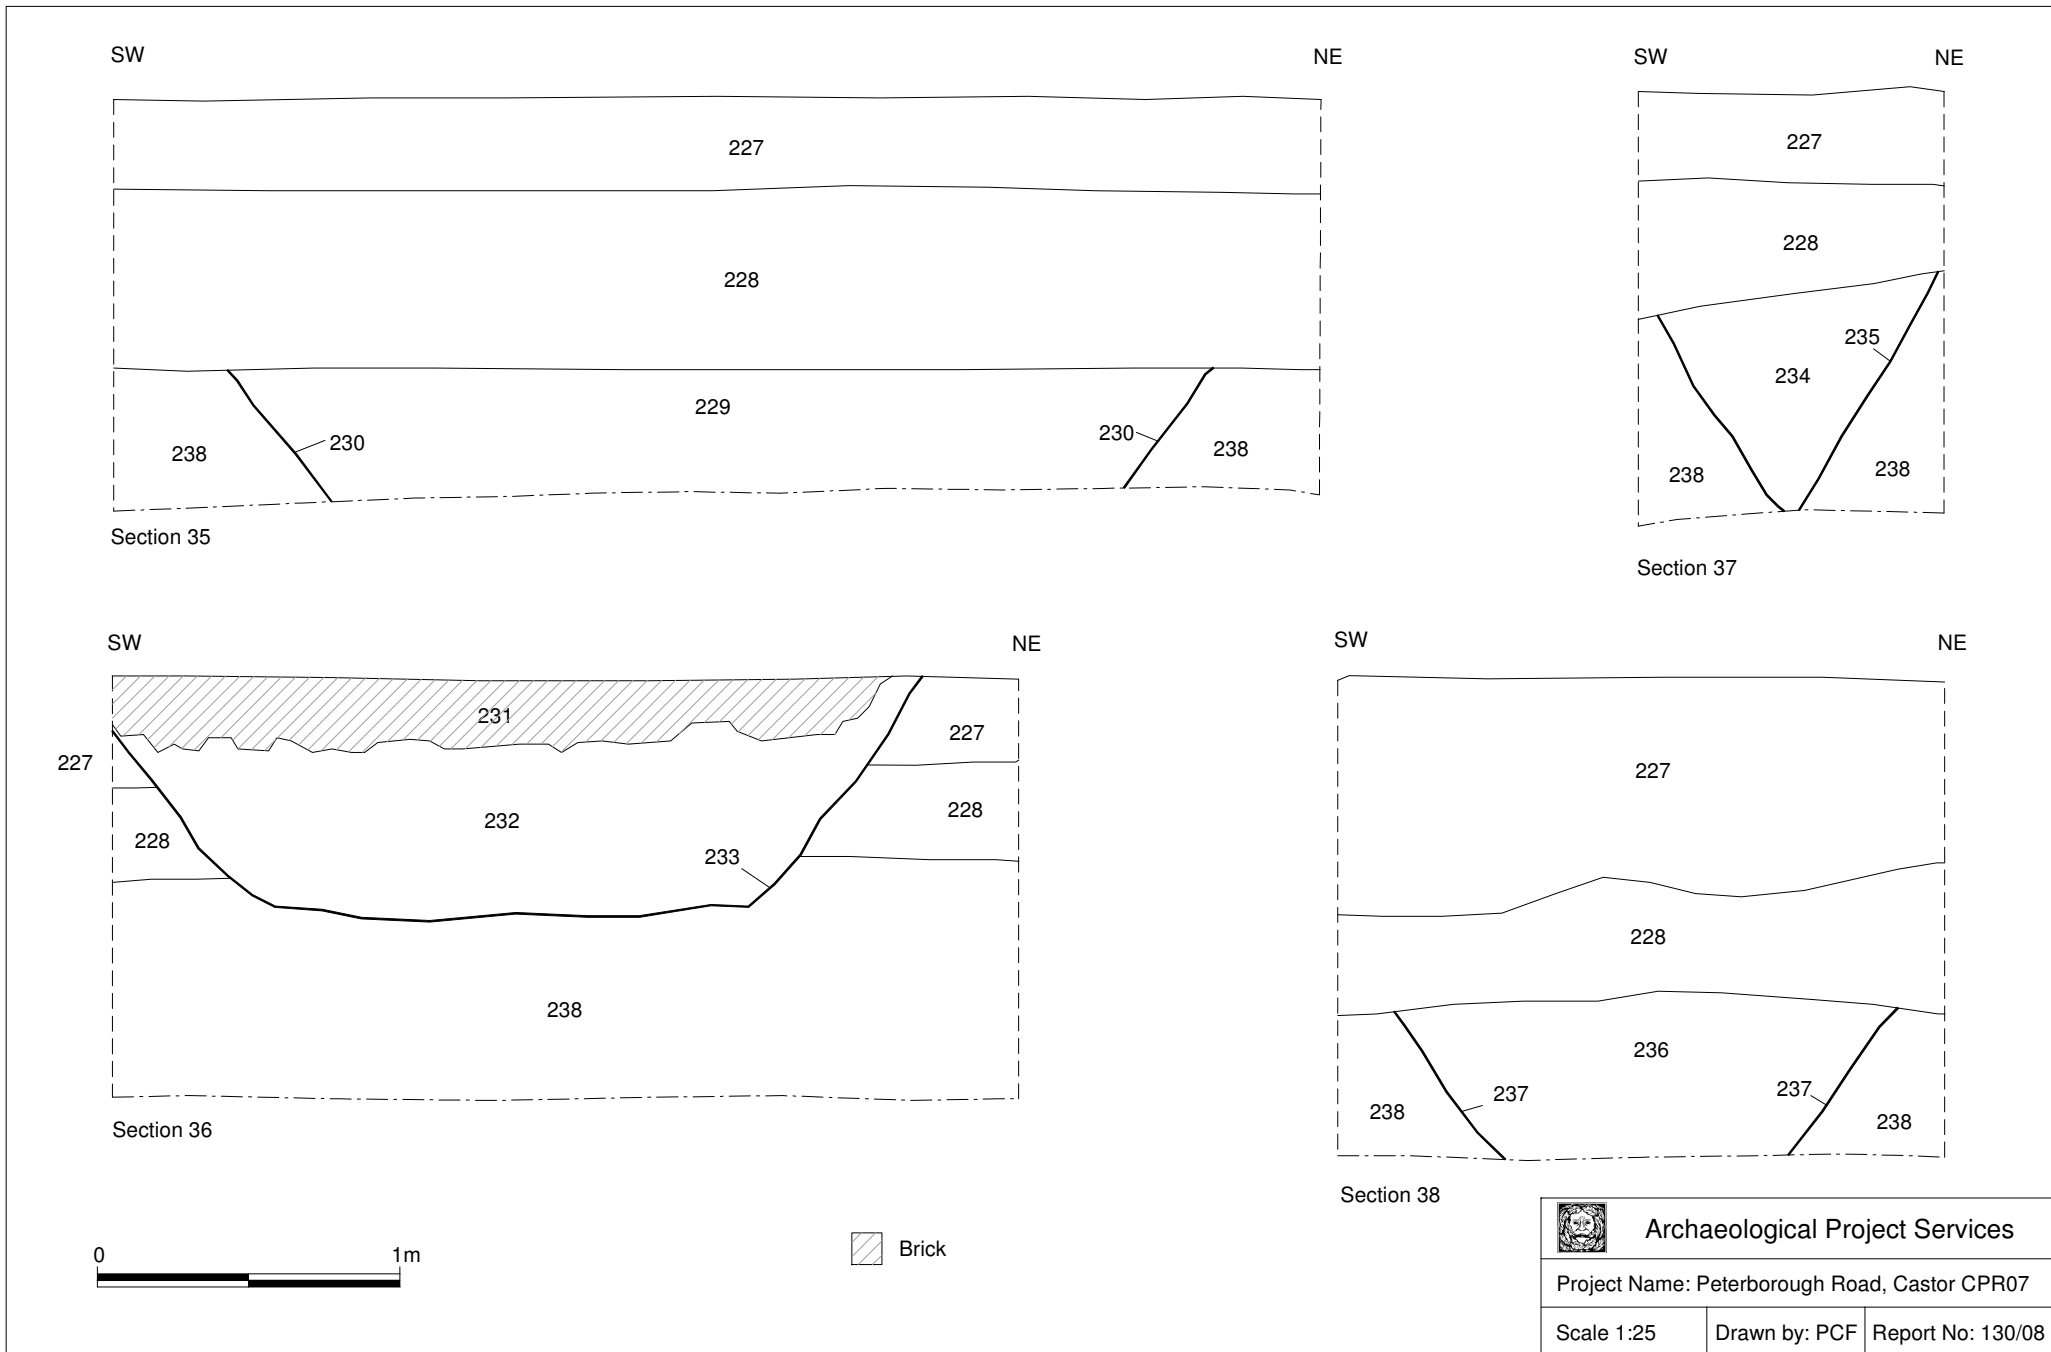 SW NE
227
228
229
230 230
238 238
Section 35
SW NE
227
228
235
234
238 238
Section 37
SW NE
231
227 227
232
228 228
233
238
Section 36
SW NE
227
228
236
237 237
238 238
Section 38
0 1m
Brick
Archaeological Project Services
Project Name: Peterborough Road, Castor CPR07
Scale 1:25 Drawn by: PCF Report No: 130/08